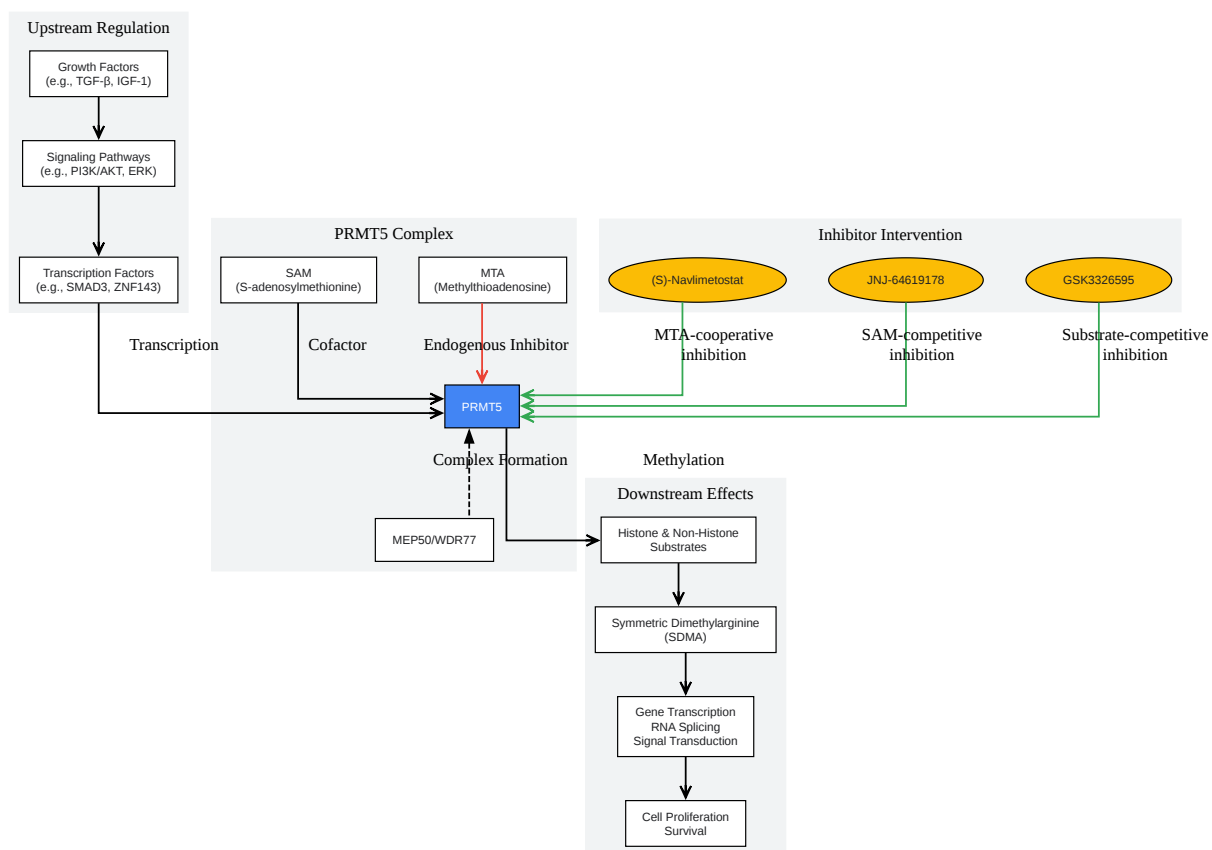 Upstream Regulation
Growth Factors
(e.g., TGF-β, IGF-1)
Signaling Pathways
(e.g., PI3K/AKT, ERK)
Transcription Factors
(e.g., SMAD3, ZNF143)
Transcription
PRMT5 Complex
SAM
(S-adenosylmethionine)
MTA
(Methylthioadenosine)
Cofactor
Endogenous Inhibitor
PRMT5
Complex Formation
MEP50/WDR77
Inhibitor Intervention
(S)-Navlimetostat
JNJ-64619178
GSK3326595
MTA-cooperative
inhibition
SAM-competitive
inhibition
Substrate-competitive
inhibition
Methylation
Downstream Effects
Histone & Non-Histone
Substrates
Symmetric Dimethylarginine
(SDMA)
Gene Transcription
RNA Splicing
Signal Transduction
Cell Proliferation
Survival